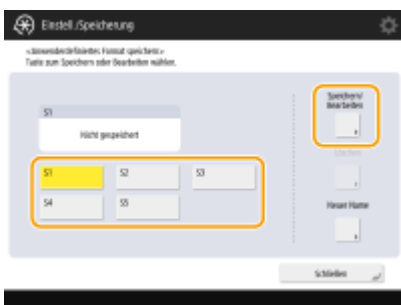 Einstell./Speicherung
<Anwenderdefiniertes Format speichern>
Taste zum Speichern oder Bearbeiten wählen.
S1
Nicht gespeichert
S1
S2
S3
S4
S5
Speichern/
Bearbeiten
Löschen
Neuer Name
Schließen